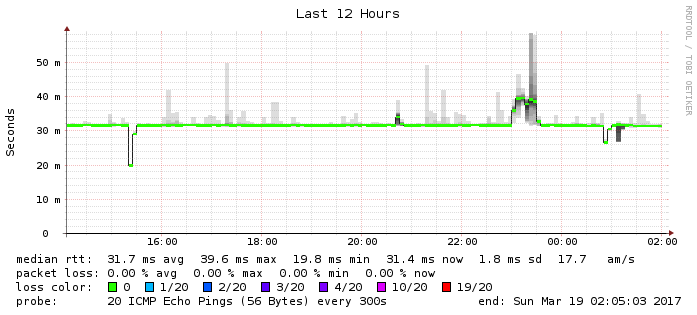 Last 12 Hours
RRDTOOL / TOBI OETIKER
Seconds
50 m
40 m
30 m
20 m
10 m
0
16:00 18:00 20:00 22:00 00:00 02:00
median rtt: 31.7 ms avg 39.6 ms max 19.8 ms min 31.4 ms now 1.8 ms sd 17.7 am/s
packet loss: 0.00 % avg 0.00 % max 0.00 % min 0.00 % now
loss color: 0 1/20 2/20 3/20 4/20 10/20 19/20
probe: 20 ICMP Echo Pings (56 Bytes) every 300s end: Sun Mar 19 02:05:03 2017